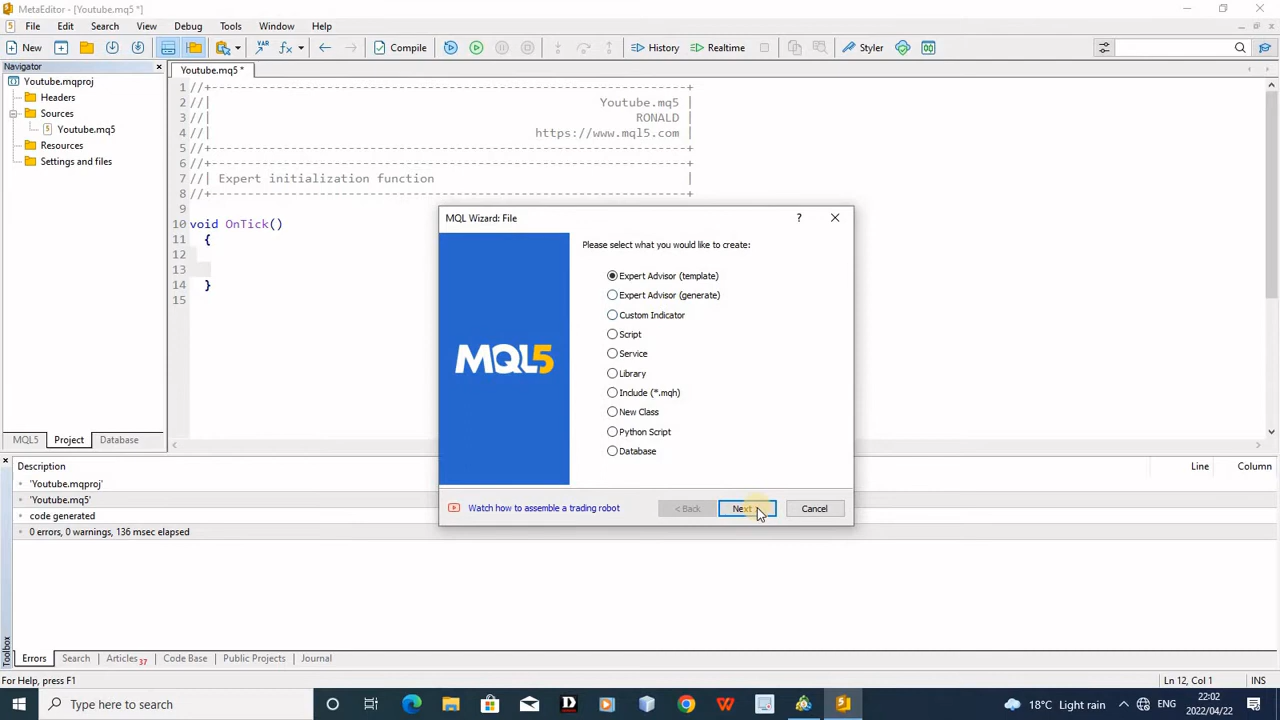 MetaEditor - [Youtube.mq5 *]
File Edit Search View Debug Tools Window Help
New VAR fx Compile History Realtime Styler
Navigator
Youtube.mqproj
Headers
Sources
Youtube.mq5
Resources
Settings and files
MQL5 Project Database
Youtube.mq5 *
1 //+------------------------------------------------------------------+
2 //| Youtube.mq5 |
3 //| RONALD |
4 //| https://www.mql5.com |
5 //+------------------------------------------------------------------+
6 //+------------------------------------------------------------------+
7 //| Expert initialization function |
8 //+------------------------------------------------------------------+
9
10 void OnTick()
11 {
12
13
14 }
15
MQL Wizard: File
?
Please select what you would like to create:
Expert Advisor (template)
Expert Advisor (generate)
Custom Indicator
Script
Service
Library
Include (*.mqh)
New Class
Python Script
Database
MQL5
Watch how to assemble a trading robot
< Back Next Cancel
Description Line Column
'Youtube.mqproj'
'Youtube.mq5'
code generated
0 errors, 0 warnings, 136 msec elapsed
Toolbox
Errors Search Articles 37 Code Base Public Projects Journal
For Help, press F1
Ln 12, Col 1 INS
Type here to search
18°C Light rain
ENG
22:02
2022/04/22